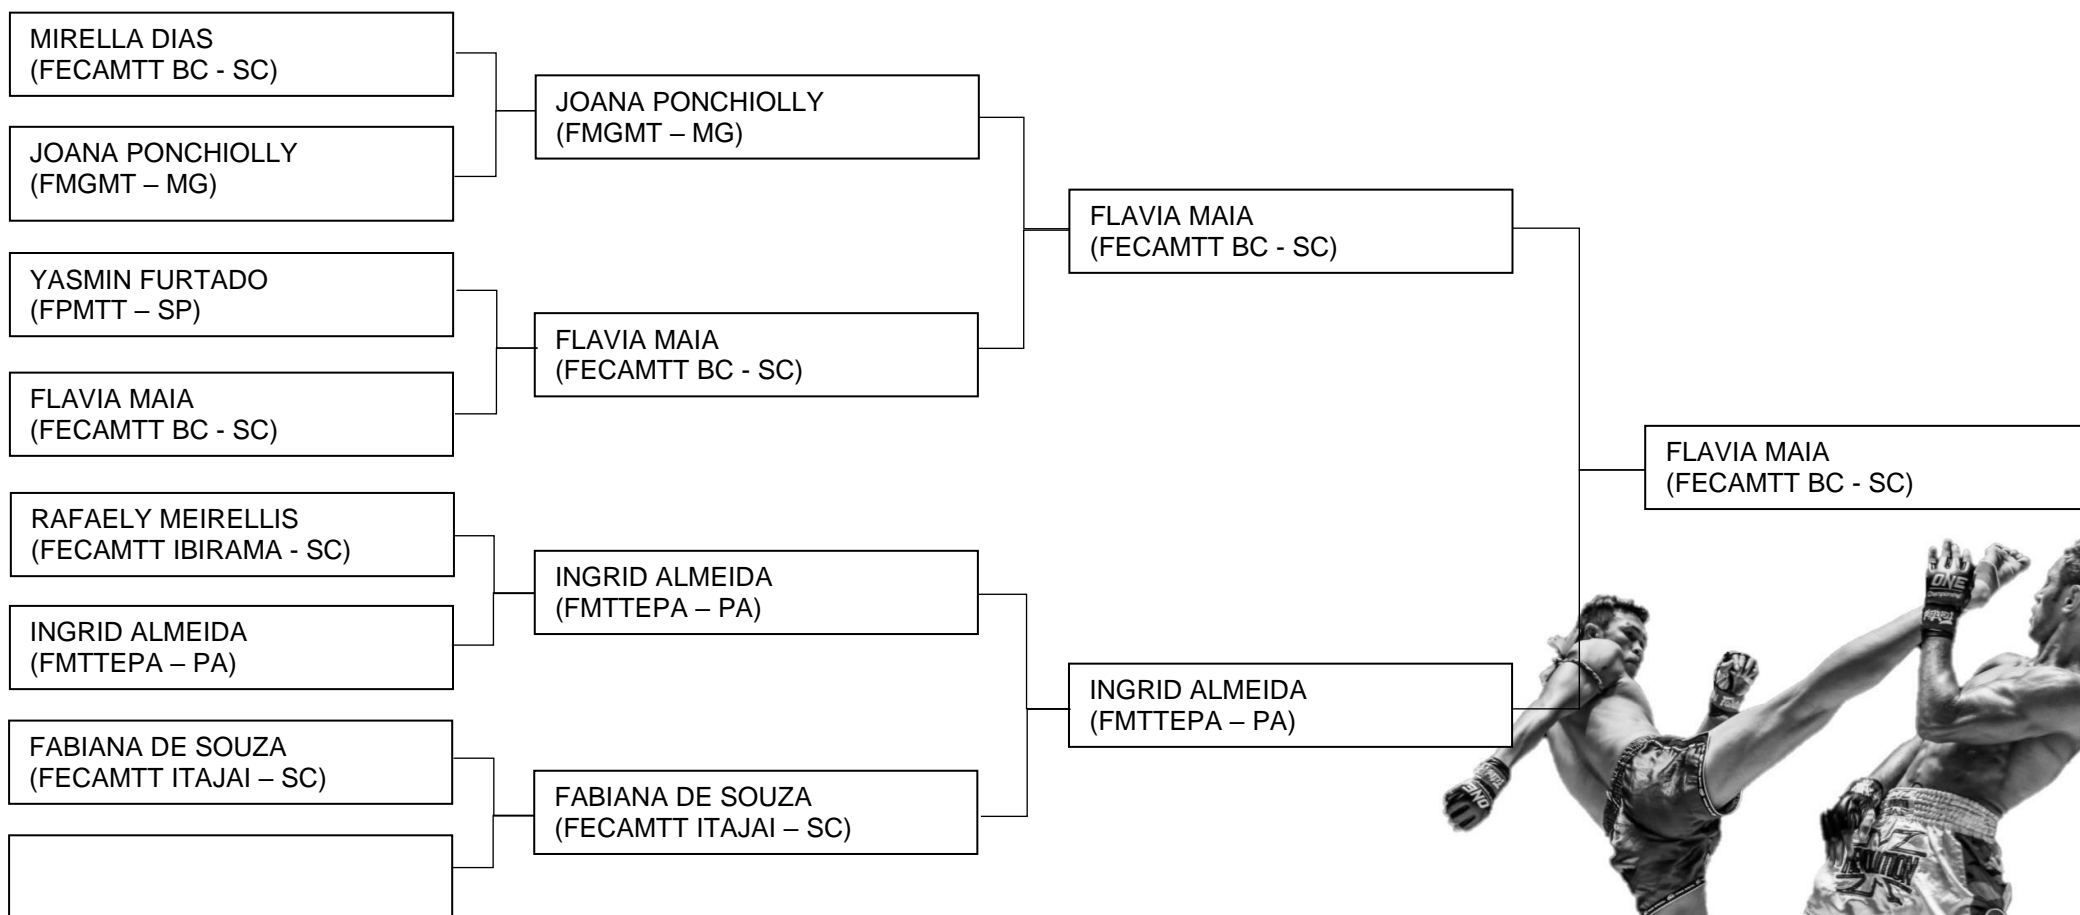 MIRELLA DIAS
(FECAMTT BC - SC)
JOANA PONCHIOLLY
(FMGMT – MG)
YASMIN FURTADO
(FPMTT – SP)
FLAVIA MAIA
(FECAMTT BC - SC)
RAFAELY MEIRELLIS
(FECAMTT IBIRAMA - SC)
INGRID ALMEIDA
(FMTTEPA – PA)
FABIANA DE SOUZA
(FECAMTT ITAJAI – SC)
JOANA PONCHIOLLY
(FMGMT – MG)
FLAVIA MAIA
(FECAMTT BC - SC)
INGRID ALMEIDA
(FMTTEPA – PA)
FABIANA DE SOUZA
(FECAMTT ITAJAI – SC)
FLAVIA MAIA
(FECAMTT BC - SC)
INGRID ALMEIDA
(FMTTEPA – PA)
FLAVIA MAIA
(FECAMTT BC - SC)
ONE
ONE